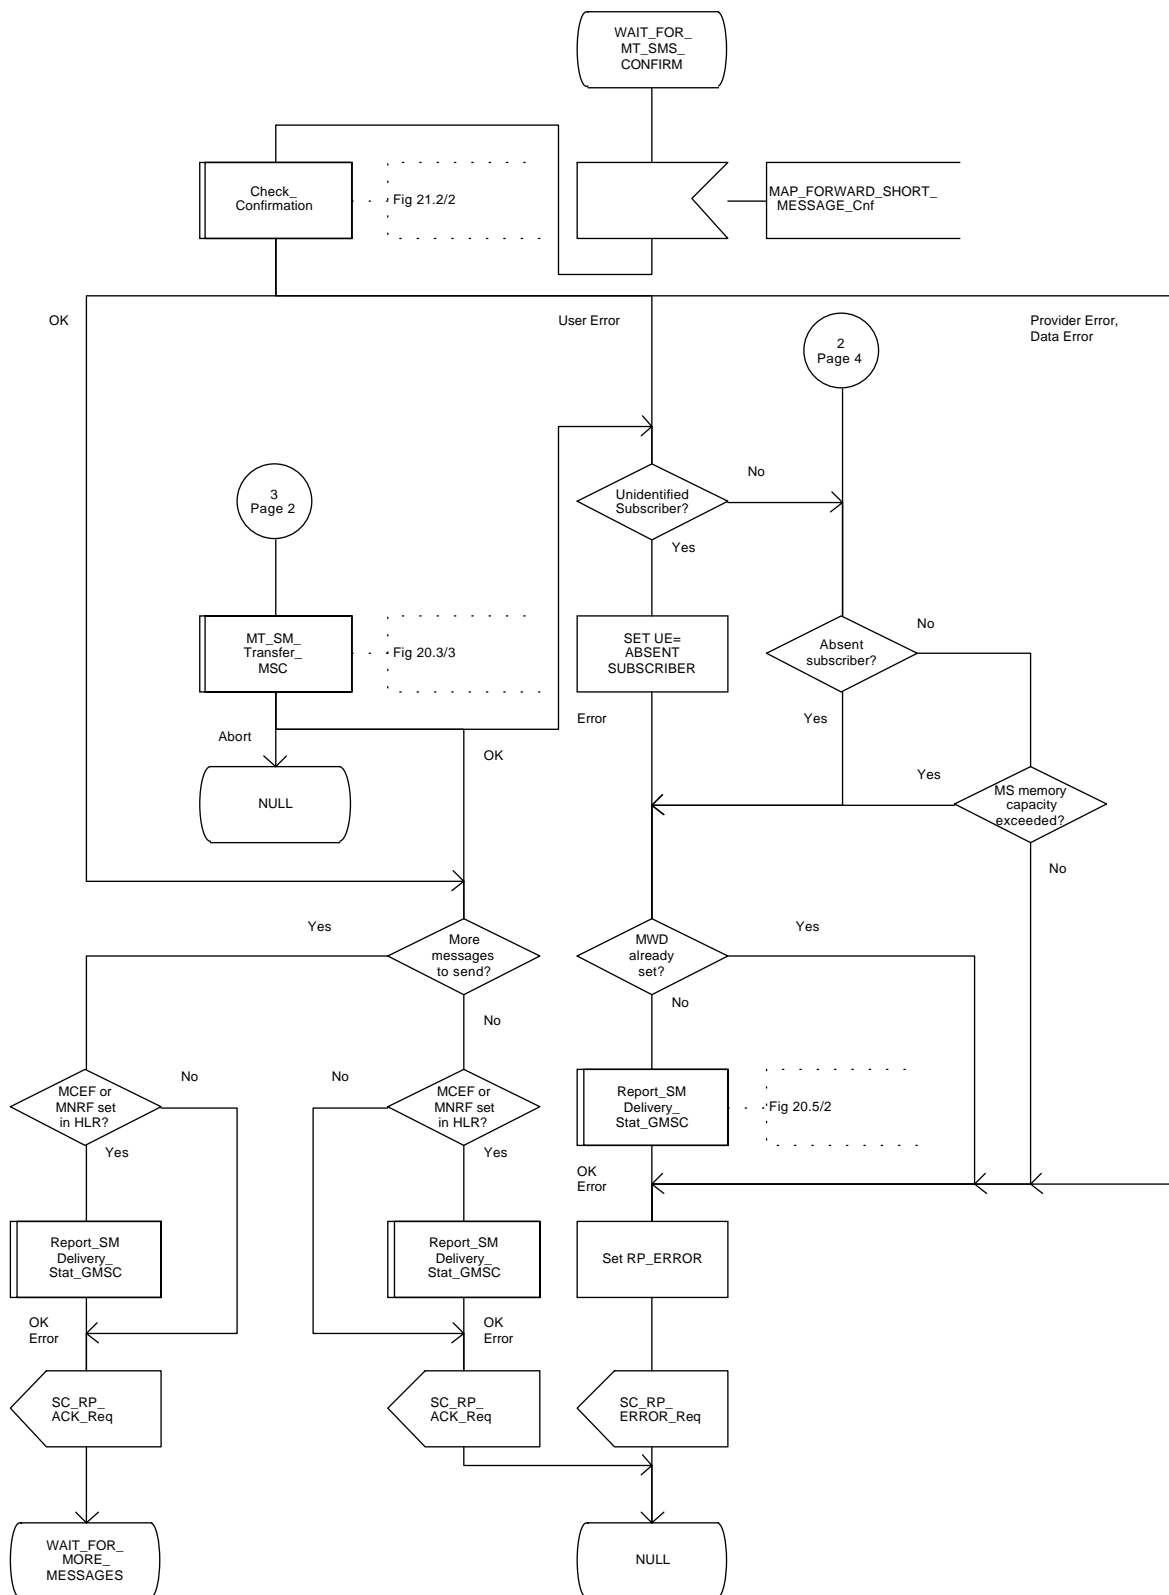 WAIT_FOR_
MT_SMS_
CONFIRM
Check_
Confirmation
Fig 21.2/2
MAP_FORWARD_SHORT_
MESSAGE_Cnf
OK
User Error
Provider Error,
Data Error
2
Page 4
3
Page 2
Unidentified
Subscriber?
No
Yes
MT_SM_
Transfer_
MSC
Fig 20.3/3
SET UE=
ABSENT
SUBSCRIBER
Absent
subscriber?
No
Error
Yes
Abort
OK
NULL
Yes
MS memory
capacity
exceeded?
No
Yes
More
messages
to send?
MWD
already
set?
Yes
No
No
MCEF or
MNRF set
in HLR?
No
Yes
No
MCEF or
MNRF set
in HLR?
Yes
Report_SM
Delivery_
Stat_GMSC
Fig 20.5/2
OK
Error
Report_SM
Delivery_
Stat_GMSC
Report_SM
Delivery_
Stat_GMSC
Set RP_ERROR
OK
Error
OK
Error
SC_RP_
ACK_Req
SC_RP_
ACK_Req
SC_RP_
ERROR_Req
WAIT_FOR_
MORE_
MESSAGES
NULL